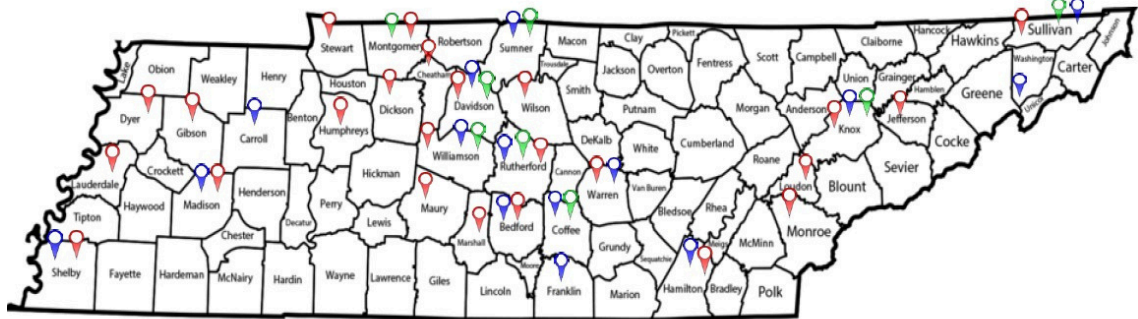 Stewart
Montgomery
Robertson
Sumner
Macon
Clay
Pickett
Scott
Campbell
Claiborne
Hancock
Hawkins
Sullivan
Johnson
Lake
Obion
Weakley
Henry
Houston
Cheatham
Trousdale
Jackson
Overton
Fentress
Union
Grainger
Hamblen
Washington
Carter
Greene
Unicoi
Dyer
Gibson
Carroll
Benton
Humphreys
Dickson
Davidson
Wilson
Smith
Putnam
Morgan
Anderson
Knox
Jefferson
Cocke
Lauderdale
Crockett
Madison
Henderson
Hickman
Williamson
Rutherford
Cannon
DeKalb
White
Cumberland
Roane
Loudon
Blount
Sevier
Tipton
Haywood
Chester
Decatur
Perry
Lewis
Maury
Marshall
Bedford
Coffee
Warren
Van Buren
Bledsoe
Rhea
Meigs
McMinn
Monroe
Shelby
Fayette
Hardeman
McNairy
Hardin
Wayne
Lawrence
Giles
Lincoln
Moore
Franklin
Grundy
Sequatchie
Marion
Hamilton
Bradley
Polk